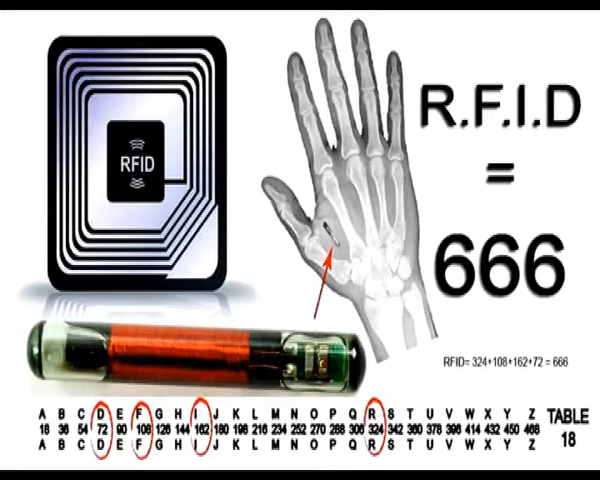 RFID
R.F.I.D
=
666
RFID= 324+108+162+72 = 666
A B C D E F G H I J K L M N O P Q R S T U V W X Y Z TABLE
18 36 54 72 90 108 126 144 162 180 198 216 234 252 270 288 306 324 342 360 378 396 414 432 450 468 18
A B C D E F G H I J K L M N O P Q R S T U V W X Y Z